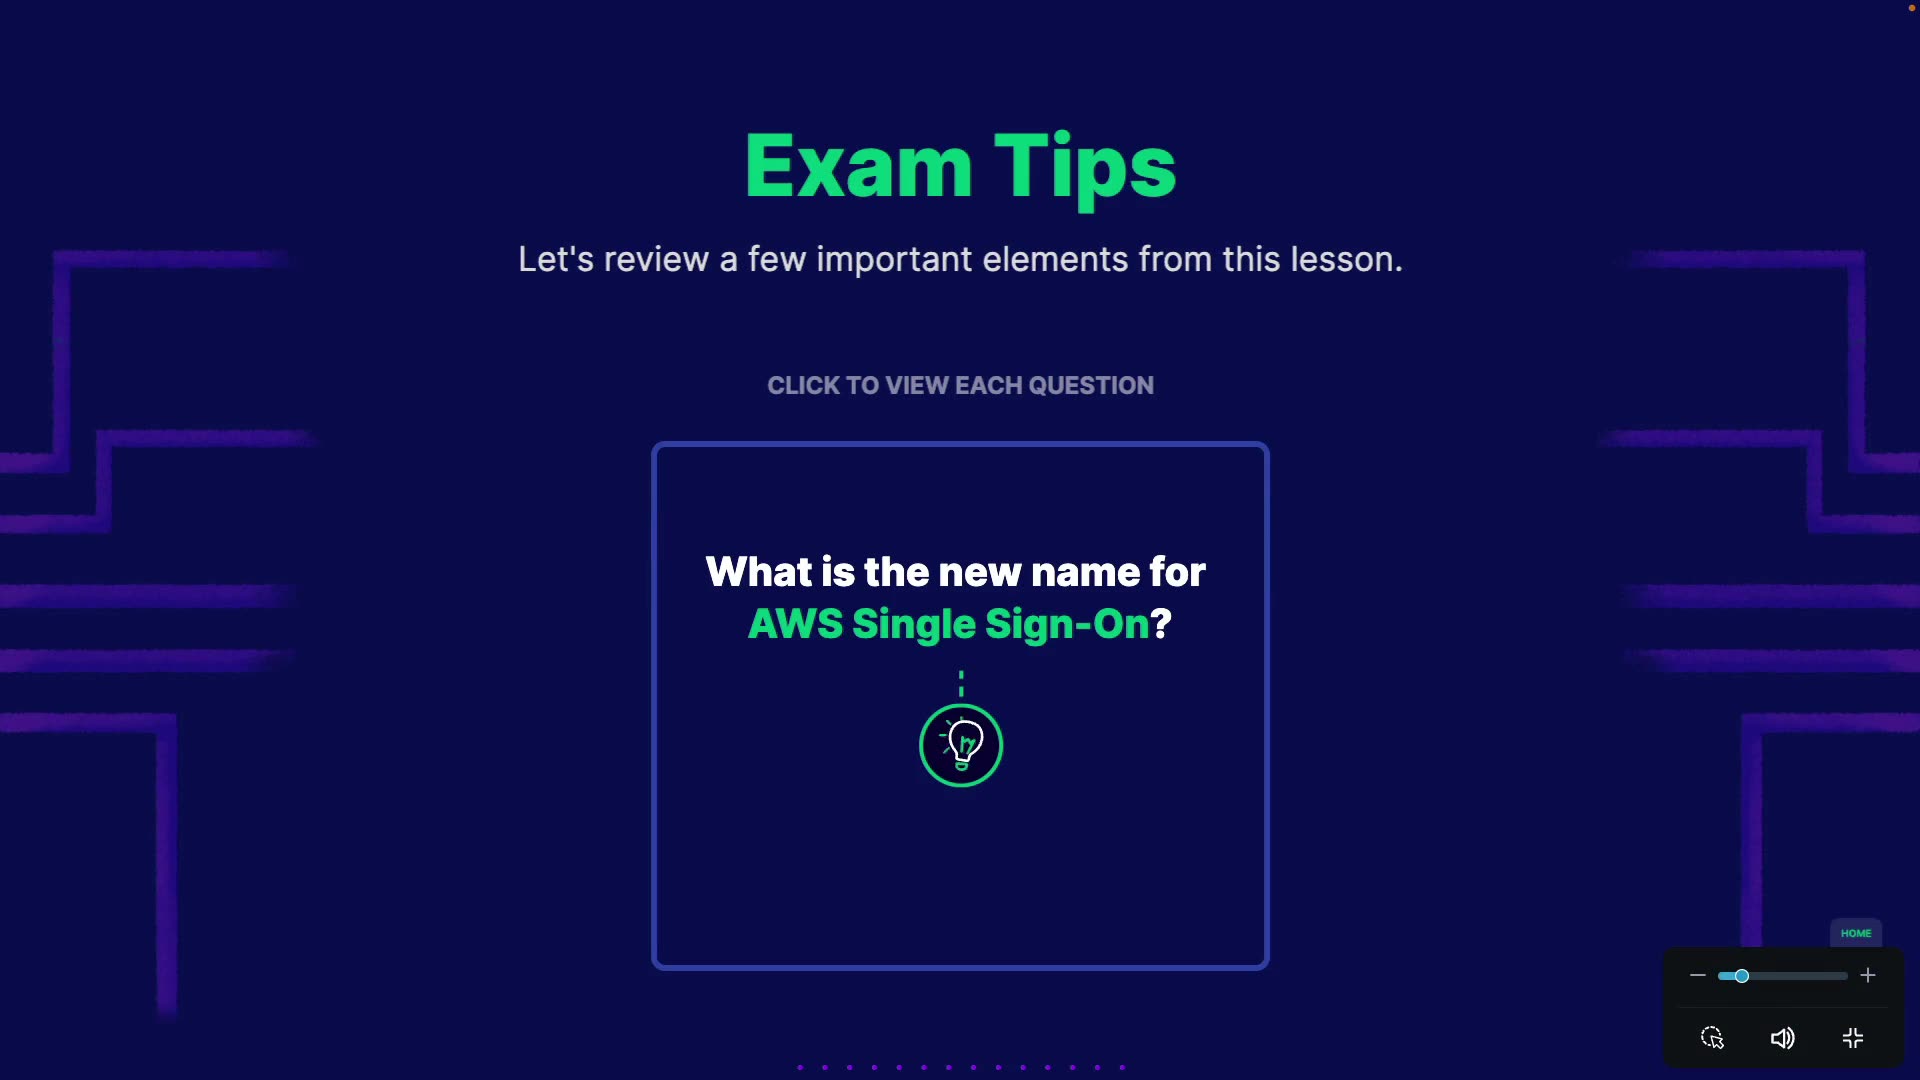 Exam Tips
Let's review a few important elements from this lesson.
CLICK TO VIEW EACH QUESTION
What is the new name for
AWS Single Sign-On?
HOME